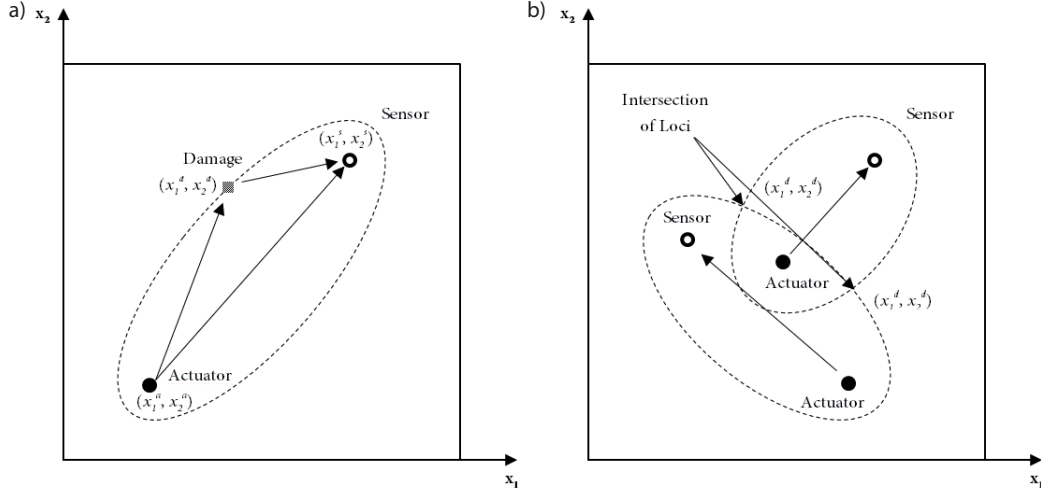 a)
x₂
Sensor
(x₁ˢ, x₂ˢ)
Damage
(x₁ᵈ, x₂ᵈ)
Actuator
(x₁ᵃ, x₂ᵃ)
x₁
b)
x₂
Intersection
of Loci
Sensor
(x₁ᵈ, x₂ᵈ)
Sensor
Actuator
(x₁ᵈ, x₂ᵈ)
Actuator
x₁